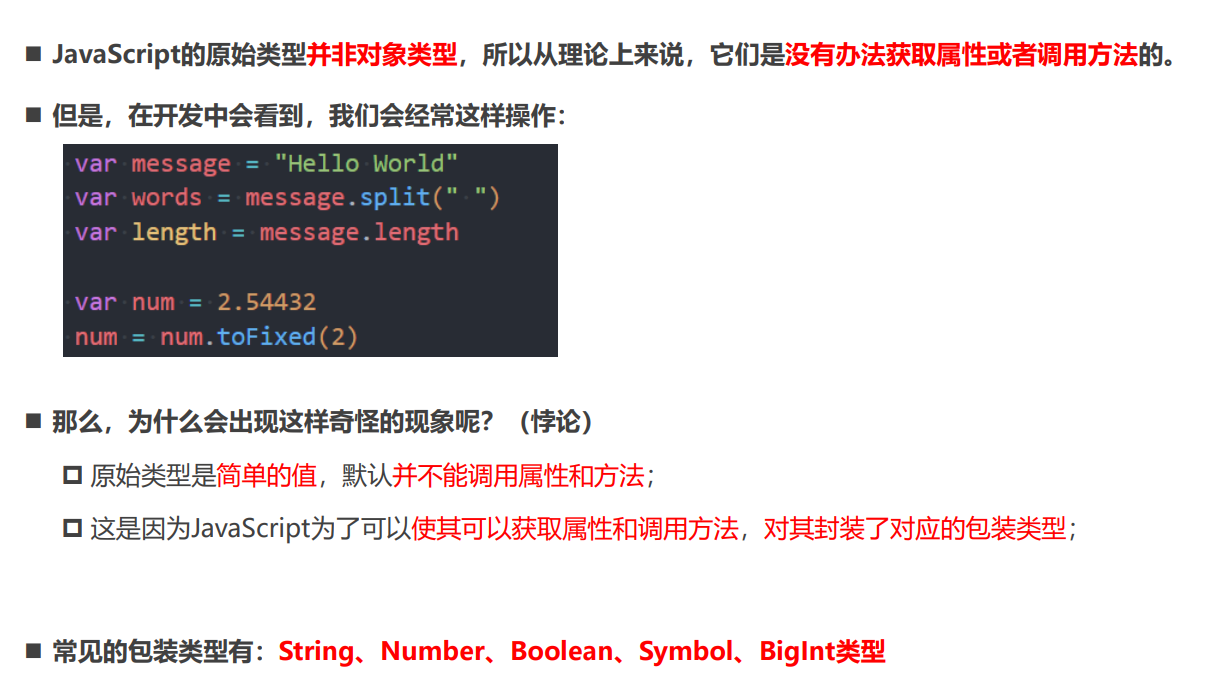 JavaScript的原始类型并非对象类型，所以从理论上来说，它们是没有办法获取属性或者调用方法的。
但是，在开发中会看到，我们会经常这样操作：
var message = "Hello World"
var words = message.split(" ")
var length = message.length
var num = 2.54432
num = num.toFixed(2)
那么，为什么会出现这样奇怪的现象呢？（悖论）
原始类型是简单的值，默认并不能调用属性和方法；
这是因为JavaScript为了可以使其可以获取属性和调用方法，对其封装了对应的包装类型；
常见的包装类型有：String、Number、Boolean、Symbol、BigInt类型